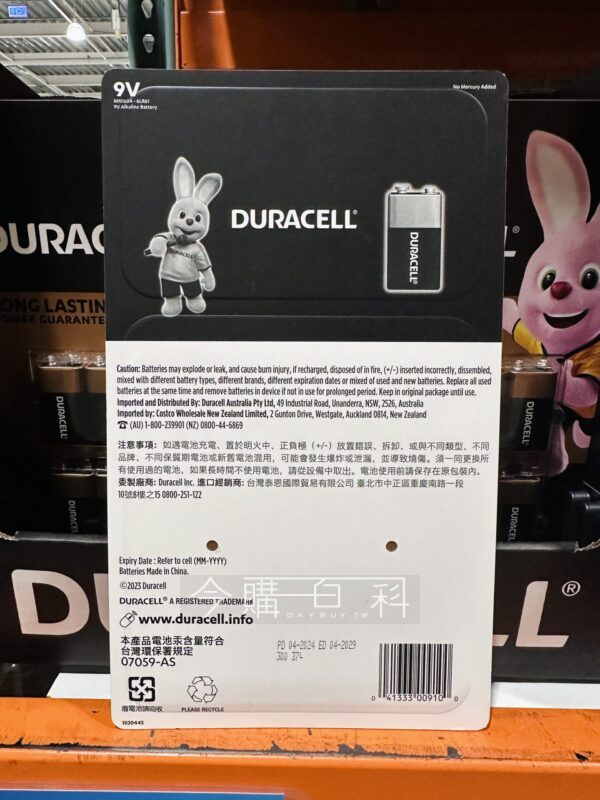 9V
MN1604 • 6LR61
9V Alkaline Battery
No Mercury Added
DURACELL®
DURACELL
DURACELL
LONG LASTIN
POWER GUARANTE
Caution: Batteries may explode or leak, and cause burn injury, if recharged, disposed of in fire, (+/-) inserted incorrectly, dissembled,
mixed with different battery types, different brands, different expiration dates or mixed of used and new batteries. Replace all used
batteries at the same time and remove batteries in device if not in use for prolonged period. Keep in original package until use.
Imported and Distributed by: Duracell Australia Pty Ltd, 49 Industrial Road, Unanderra, NSW, 2526, Australia
Imported by: Costco Wholesale New Zealand Limited, 2 Gunton Drive, Westgate, Auckland 0814, New Zealand
☎ (AU) 1-800-239901 (NZ) 0800-44-6869
注意事項：如遇電池充電、置於明火中、正負極 (+/-) 放置錯誤、拆卸、或與不同類型、不同
品牌、不同保質期電池或新舊電池混用，可能會發生爆炸或泄漏，並導致燒傷。須一同更換所
有使用過的電池，如果長時間不使用電池，請從設備中取出。電池使用前請保存在原包裝內。
委製廠商：Duracell Inc. 進口經銷商：台灣泰恩國際貿易有限公司 臺北市中正區重慶南路一段
10號8樓之15 0800-251-122
DURACELL
DURACELL
DURACELL
Expiry Date : Refer to cell (MM-YYYY)
Batteries Made in China.
©2023 Duracell
DURACELL® A REGISTERED TRADEMARK
今購百科
DAYBUY.TW
www.duracell.info
本產品電池汞含量符合
台灣環保署規定
07059-AS
PD 04-2024 ED 04-2029
300 37L
廢電池請回收
PLEASE RECYCLE
0 41333 00910 0
1030445